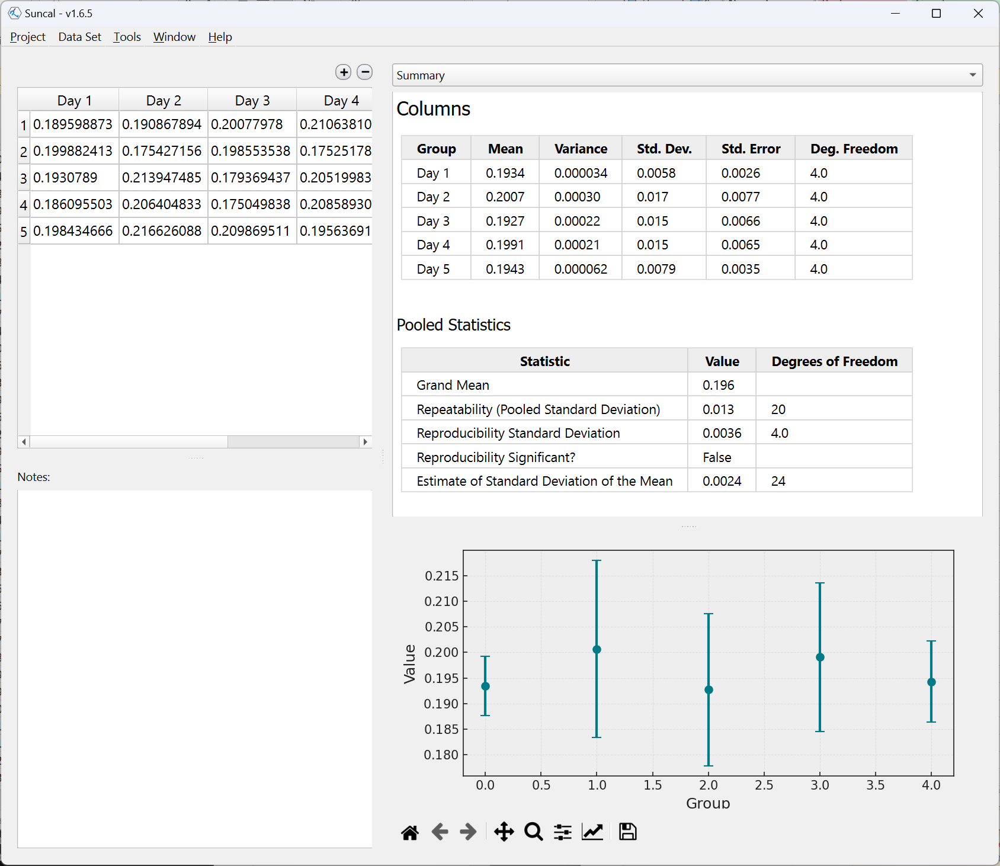 Suncal - v1.6.5
Project Data Set Tools Window Help
Day 1 Day 2 Day 3 Day 4
1 0.189598873 0.190867894 0.20077978 0.21063810
2 0.199882413 0.175427156 0.198553538 0.17525178
3 0.1930789 0.213947485 0.179369437 0.20519983
4 0.186095503 0.206404833 0.175049838 0.20858930
5 0.198434666 0.216626088 0.209869511 0.19563691
Notes:
Summary
Columns
Group Mean Variance Std. Dev. Std. Error Deg. Freedom
Day 1 0.1934 0.000034 0.0058 0.0026 4.0
Day 2 0.2007 0.00030 0.017 0.0077 4.0
Day 3 0.1927 0.00022 0.015 0.0066 4.0
Day 4 0.1991 0.00021 0.015 0.0065 4.0
Day 5 0.1943 0.000062 0.0079 0.0035 4.0
Pooled Statistics
Statistic Value Degrees of Freedom
Grand Mean 0.196
Repeatability (Pooled Standard Deviation) 0.013 20
Reproducibility Standard Deviation 0.0036 4.0
Reproducibility Significant? False
Estimate of Standard Deviation of the Mean 0.0024 24
Value
0.215
0.210
0.205
0.200
0.195
0.190
0.185
0.180
0.0 0.5 1.0 1.5 2.0 2.5 3.0 3.5 4.0
Group